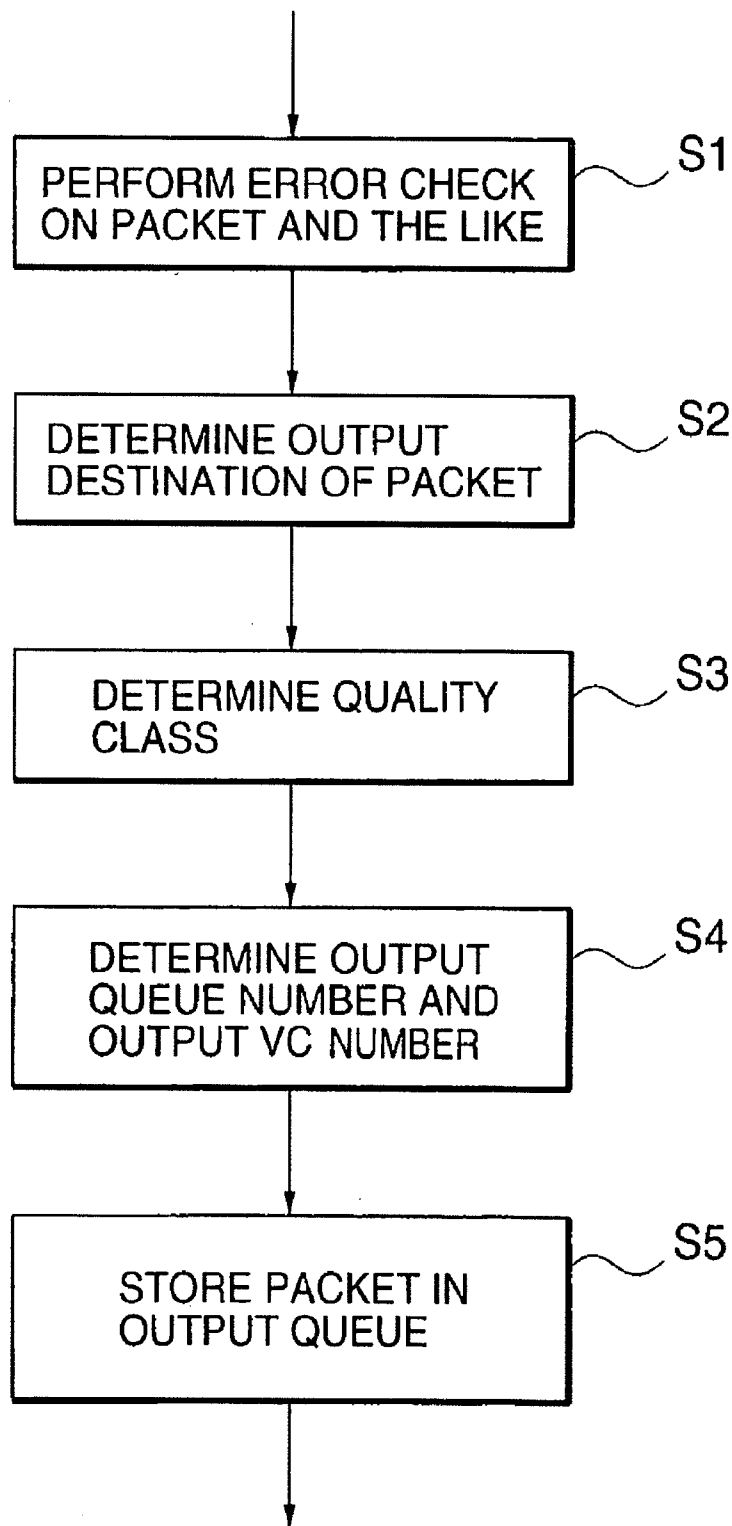 S1
PERFORM ERROR CHECK
ON PACKET AND THE LIKE
S2
DETERMINE OUTPUT
DESTINATION OF PACKET
S3
DETERMINE QUALITY
CLASS
S4
DETERMINE OUTPUT
QUEUE NUMBER AND
OUTPUT VC NUMBER
S5
STORE PACKET IN
OUTPUT QUEUE